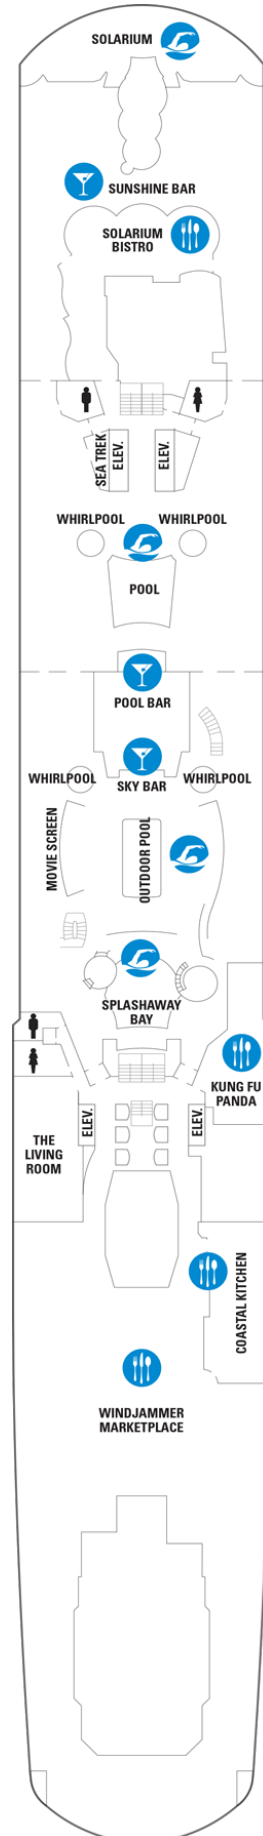 SOLARIUM
SUNSHINE BAR
SOLARIUM
BISTRO
SEA TREK
ELEV.
ELEV.
WHIRLPOOL
WHIRLPOOL
POOL
POOL BAR
SKY BAR
WHIRLPOOL
WHIRLPOOL
MOVIE SCREEN
OUTDOOR POOL
SPLASHAWAY
BAY
KUNG FU
PANDA
ELEV.
ELEV.
THE
LIVING
ROOM
COASTAL KITCHEN
WINDJAMMER
MARKETPLACE